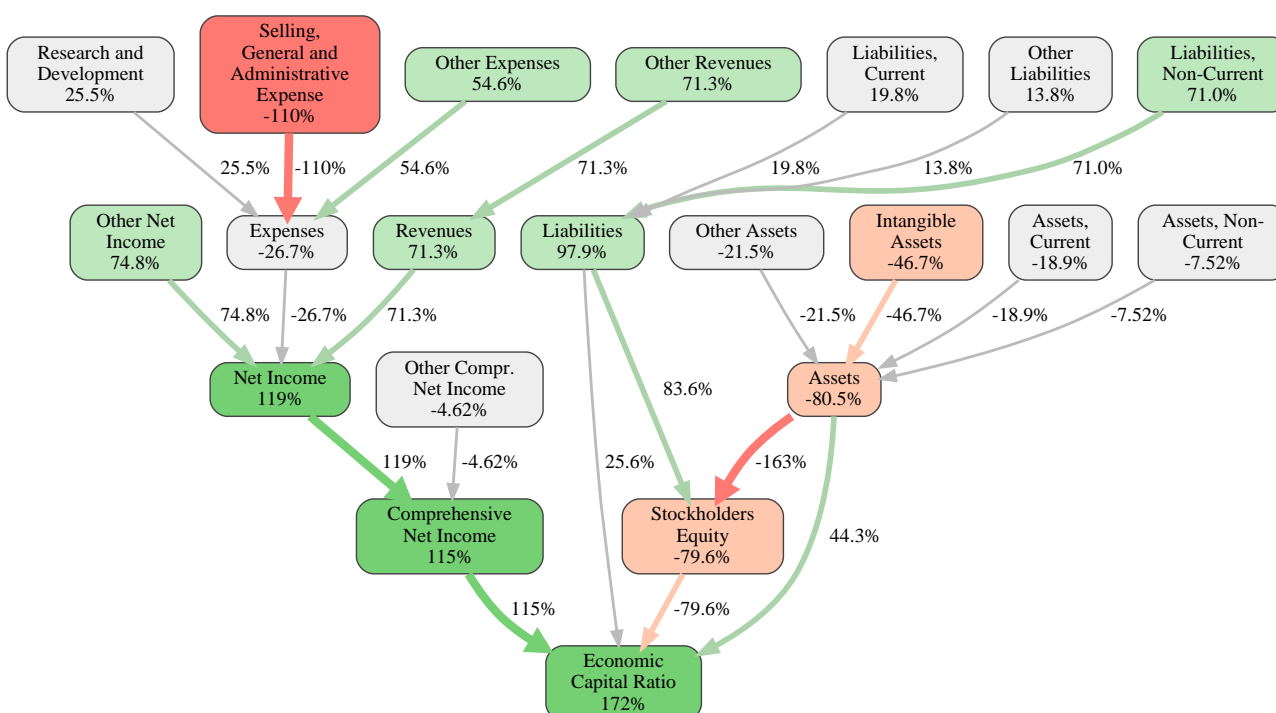 Research and
Development
25.5%
Selling,
General and
Administrative
Expense
-110%
Other Expenses
54.6%
Other Revenues
71.3%
Liabilities,
Current
19.8%
Other
Liabilities
13.8%
Liabilities,
Non-Current
71.0%
25.5%
-110%
54.6%
71.3%
19.8%
13.8%
71.0%
Other Net
Income
74.8%
Expenses
-26.7%
Revenues
71.3%
Liabilities
97.9%
Other Assets
-21.5%
Intangible
Assets
-46.7%
Assets,
Current
-18.9%
Assets, Non-
Current
-7.52%
74.8%
-26.7%
71.3%
-21.5%
-46.7%
-18.9%
-7.52%
Net Income
119%
Other Compr.
Net Income
-4.62%
83.6%
Assets
-80.5%
119%
-4.62%
25.6%
-163%
Comprehensive
Net Income
115%
Stockholders
Equity
-79.6%
44.3%
115%
-79.6%
Economic
Capital Ratio
172%